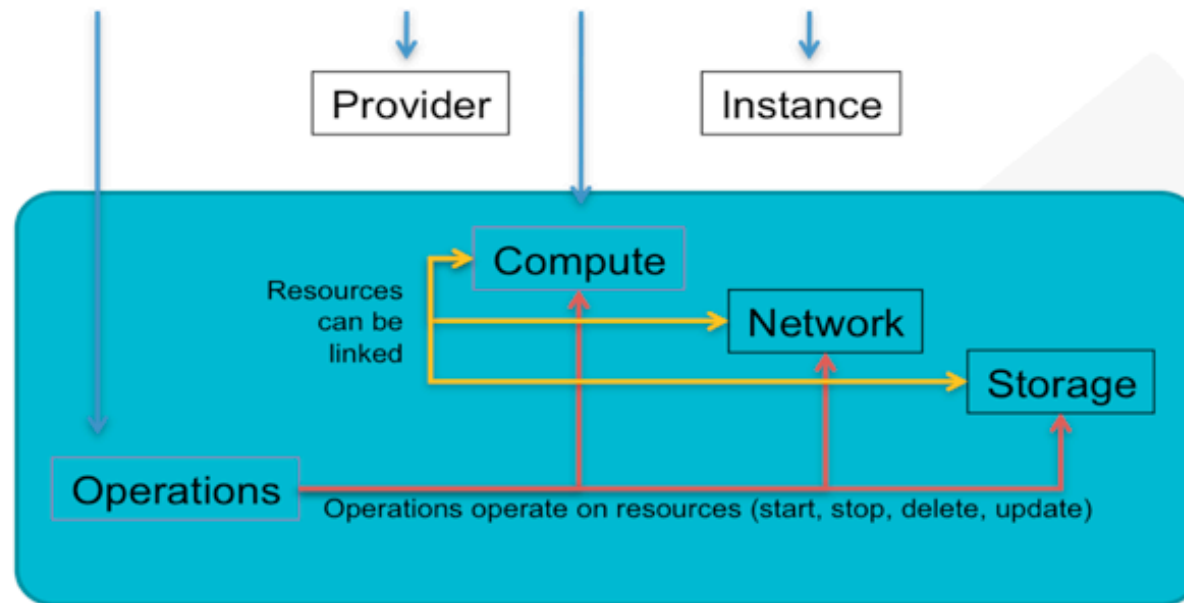 Provider
Instance
Compute
Resources
can be
linked
Network
Storage
Operations
Operations operate on resources (start, stop, delete, update)